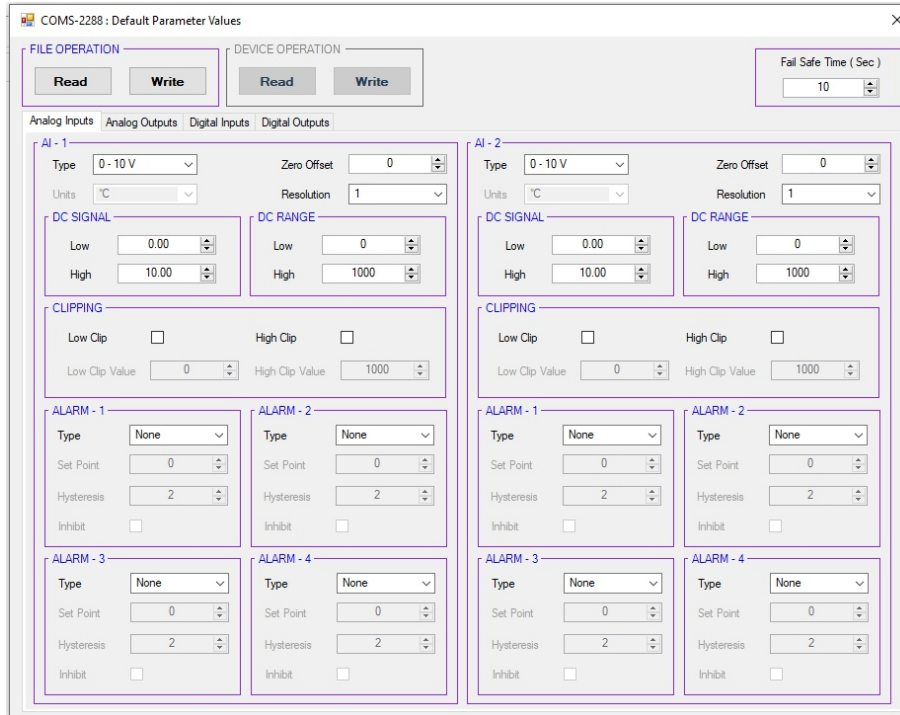 COMS-2288 : Default Parameter Values
FILE OPERATION
Read Write
DEVICE OPERATION
Read Write
Fail Safe Time ( Sec )
10
Analog Inputs Analog Outputs Digital Inputs Digital Outputs
AI - 1
Type 0 - 10 V Zero Offset 0
Units °C Resolution 1
DC SIGNAL
Low 0.00
High 10.00
DC RANGE
Low 0
High 1000
CLIPPING
Low Clip High Clip
Low Clip Value 0 High Clip Value 1000
ALARM - 1
Type None
Set Point 0
Hysteresis 2
Inhibit
ALARM - 2
Type None
Set Point 0
Hysteresis 2
Inhibit
ALARM - 3
Type None
Set Point 0
Hysteresis 2
Inhibit
ALARM - 4
Type None
Set Point 0
Hysteresis 2
Inhibit
AI - 2
Type 0 - 10 V Zero Offset 0
Units °C Resolution 1
DC SIGNAL
Low 0.00
High 10.00
DC RANGE
Low 0
High 1000
CLIPPING
Low Clip High Clip
Low Clip Value 0 High Clip Value 1000
ALARM - 1
Type None
Set Point 0
Hysteresis 2
Inhibit
ALARM - 2
Type None
Set Point 0
Hysteresis 2
Inhibit
ALARM - 3
Type None
Set Point 0
Hysteresis 2
Inhibit
ALARM - 4
Type None
Set Point 0
Hysteresis 2
Inhibit